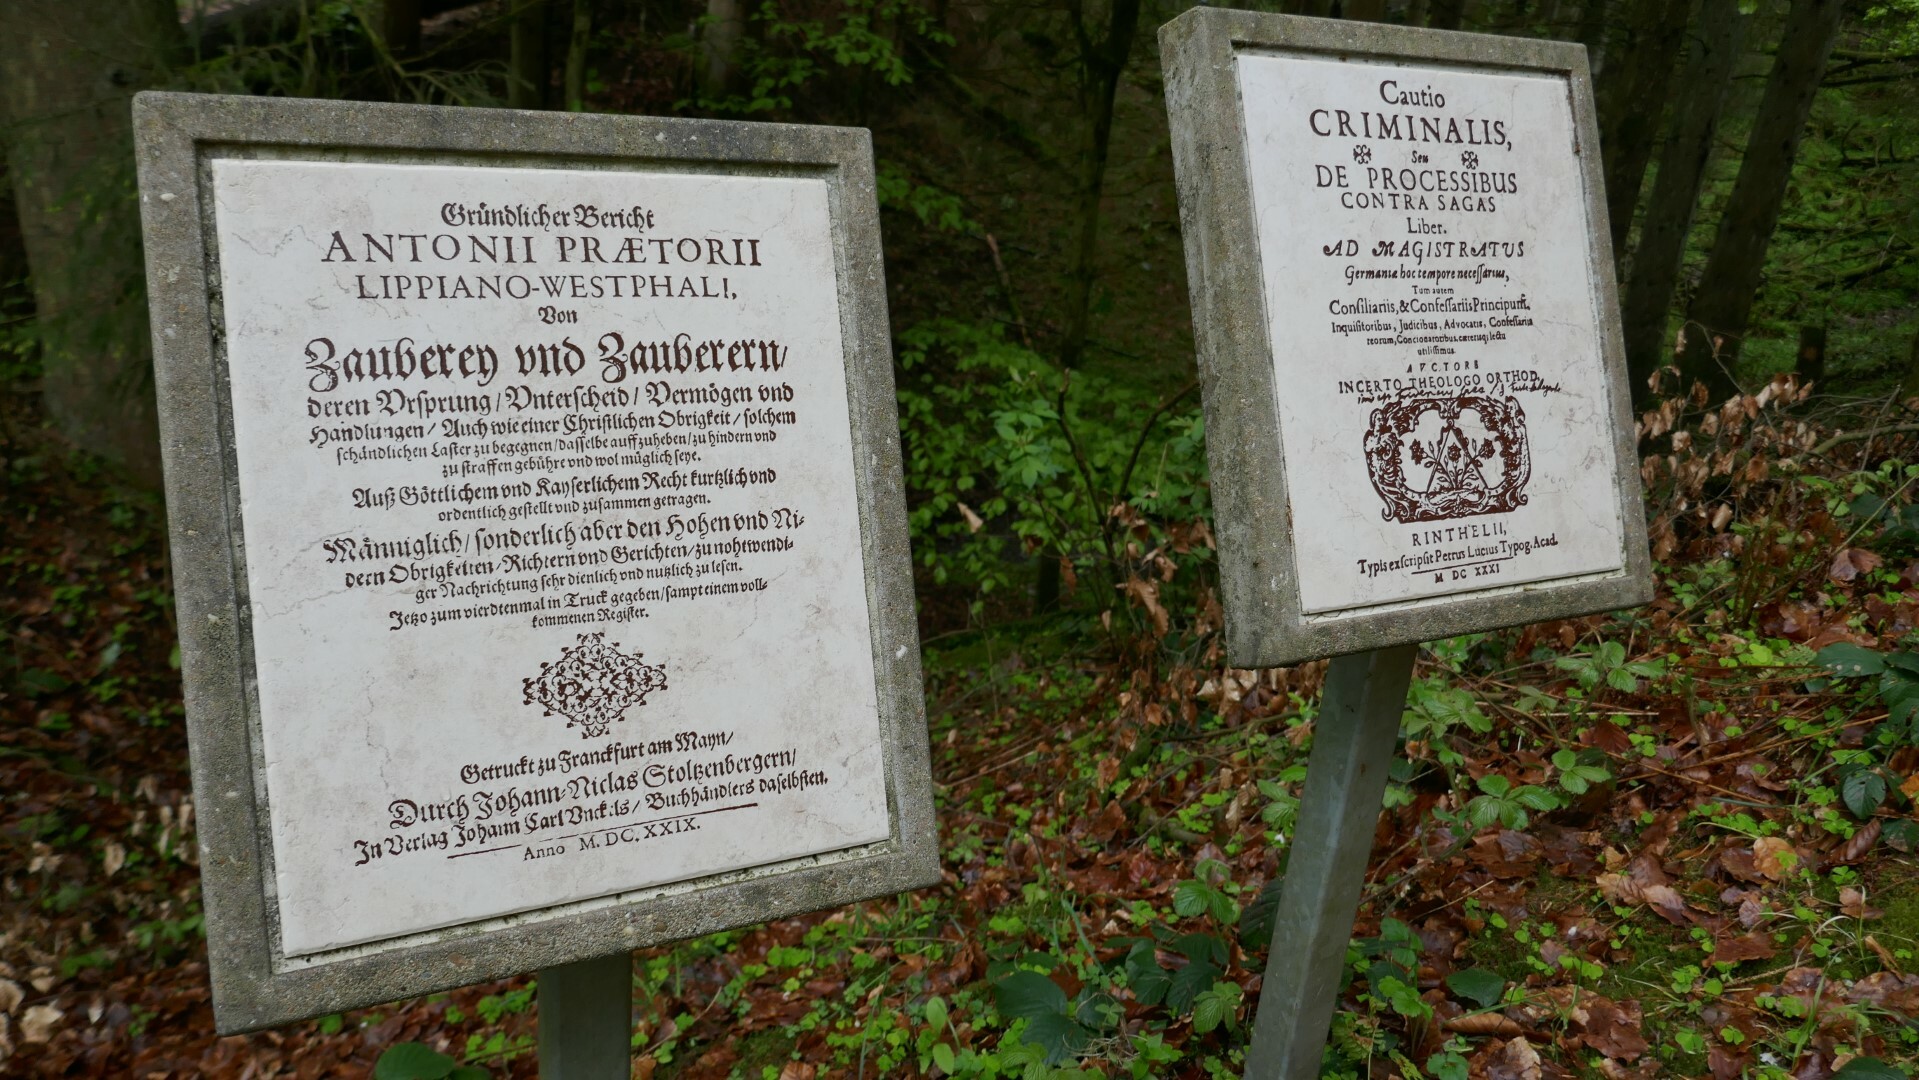 Gründlicher Bericht
ANTONII PRÆTORII
LIPPIANO-WESTPHALI,
Von
Zauberey vnd Zauberern/
deren Vrsprung / Vnterscheid / Vermögen vnd
Handlungen / Auch wie einer Christlichen Obrigkeit / solchem
schändlichen Laster zu begegnen / dasselbe auffzuheben / zu hindern vnd
zu straffen gebühre vnd wol müglich seye.
Auß Göttlichem vnd Kayserlichem Recht kurtzlich vnd
ordentlich gestellt vnd zusammen getragen.
Männiglich / sonderlich aber den Hohen vnd Ni-
dern Obrigkeiten / Richtern vnd Gerichten / zu nohtwendi-
ger Nachrichtung sehr dienlich vnd nutzlich zu lesen.
Jetzo zum vierdtenmal in Truck gegeben / sampt einem voll-
kommenen Register.
Getruckt zu Franckfurt am Mayn/
Durch Johann-Niclas Stoltzenbergern/
In Verlag Johann Carl Vnckels / Buchhändlers daselbsten.
Anno M. DC. XXIX.
Cautio
CRIMINALIS,
Seu
DE PROCESSIBUS
CONTRA SAGAS
Liber.
AD MAGISTRATUS
Germaniæ hoc tempore necessarius,
Tum autem
Consiliariis, & Confessariis Principum,
Inquisitoribus, Judicibus, Advocatis, Confessariis
reorum, Concionatoribus, cæterisq; lectu
utilissimus.
AVCTORE
INCERTO THEOLOGO ORTHOD.
RINTHELII,
Typis exscripsit Petrus Lucius Typog. Acad.
M DC XXXI